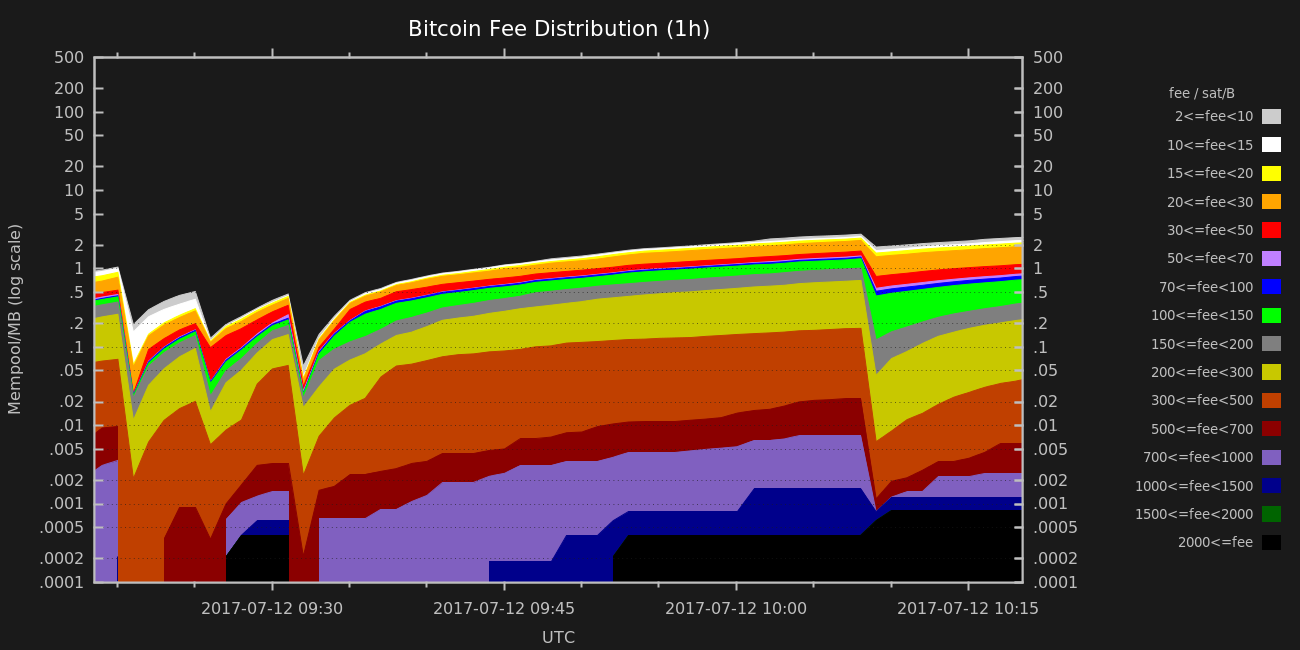 Bitcoin Fee Distribution (1h)
Mempool/MB (log scale)
500
200
100
50
20
10
5
2
1
.5
.2
.1
.05
.02
.01
.005
.002
.001
.0005
.0002
.0001
500
200
100
50
20
10
5
2
1
.5
.2
.1
.05
.02
.01
.005
.002
.001
.0005
.0002
.0001
2017-07-12 09:30
2017-07-12 09:45
2017-07-12 10:00
2017-07-12 10:15
UTC
fee / sat/B
2<=fee<10
10<=fee<15
15<=fee<20
20<=fee<30
30<=fee<50
50<=fee<70
70<=fee<100
100<=fee<150
150<=fee<200
200<=fee<300
300<=fee<500
500<=fee<700
700<=fee<1000
1000<=fee<1500
1500<=fee<2000
2000<=fee